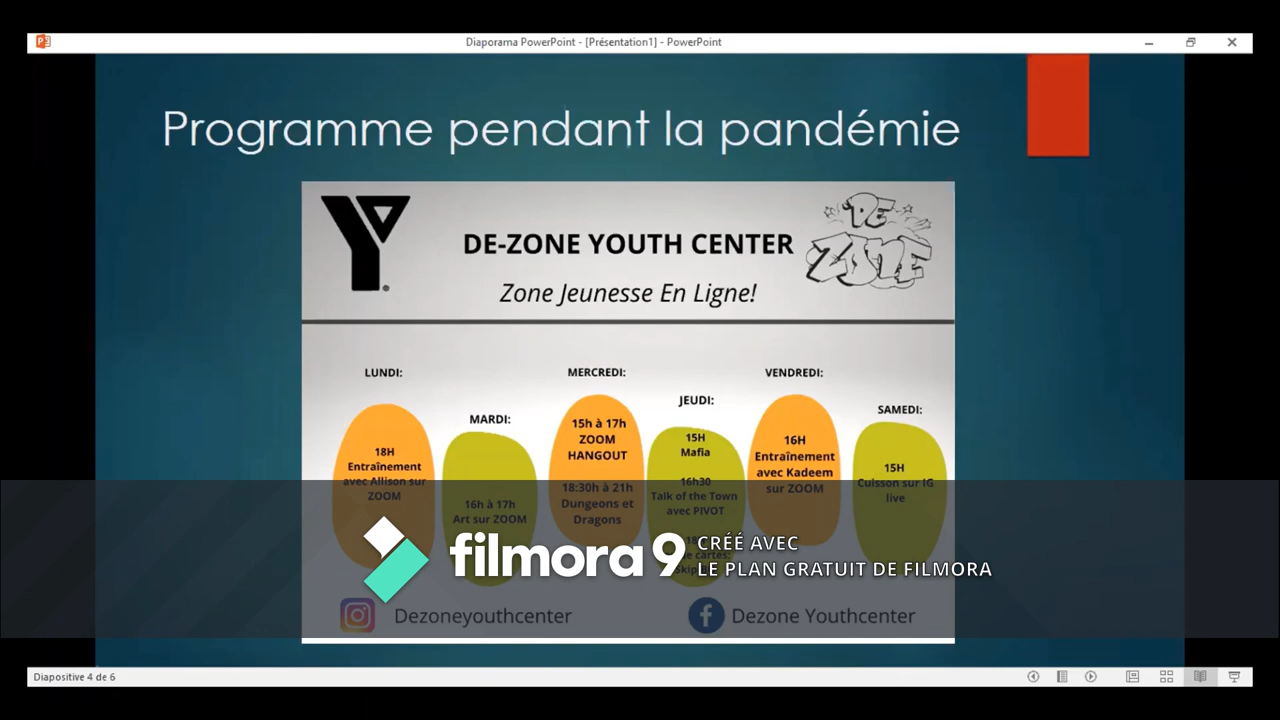 Diaporama PowerPoint - [Présentation1] - PowerPoint
Programme pendant la pandémie
DE-ZONE YOUTH CENTER
DE
ZONE
Zone Jeunesse En Ligne!
LUNDI:
18H
Entraînement
avec Allison sur
ZOOM
MARDI:
16h à 17h
Art sur ZOOM
MERCREDI:
15h à 17h
ZOOM
HANGOUT
18:30h à 21h
Dungeons et
Dragons
JEUDI:
15H
Mafia
16h30
Talk of the Town
avec PIVOT
cartes:
VENDREDI:
16H
Entraînement
avec Kadeem
sur ZOOM
SAMEDI:
15H
Cuisson sur IG
live
filmora 9
CRÉÉ AVEC
LE PLAN GRATUIT DE FILMORA
Dezoneyouthcenter
Dezone Youthcenter
Diapositive 4 de 6